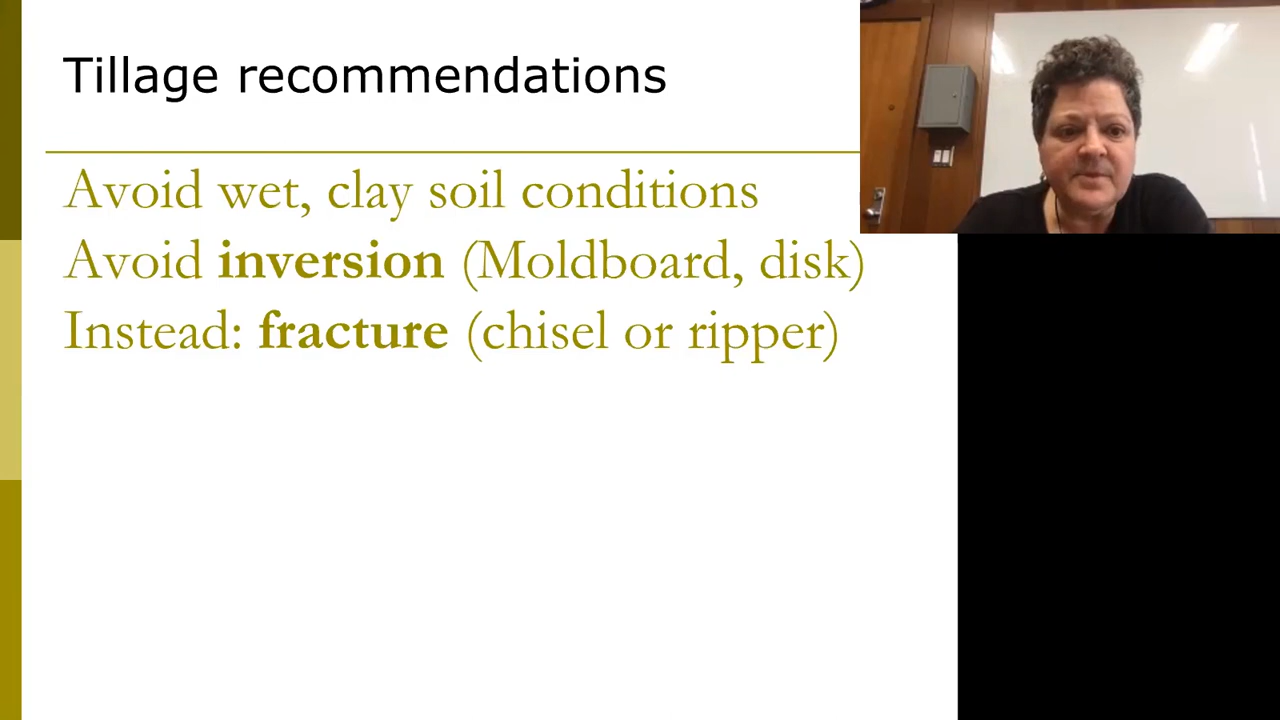 Tillage recommendations
Avoid wet, clay soil conditions
Avoid inversion (Moldboard, disk)
Instead: fracture (chisel or ripper)